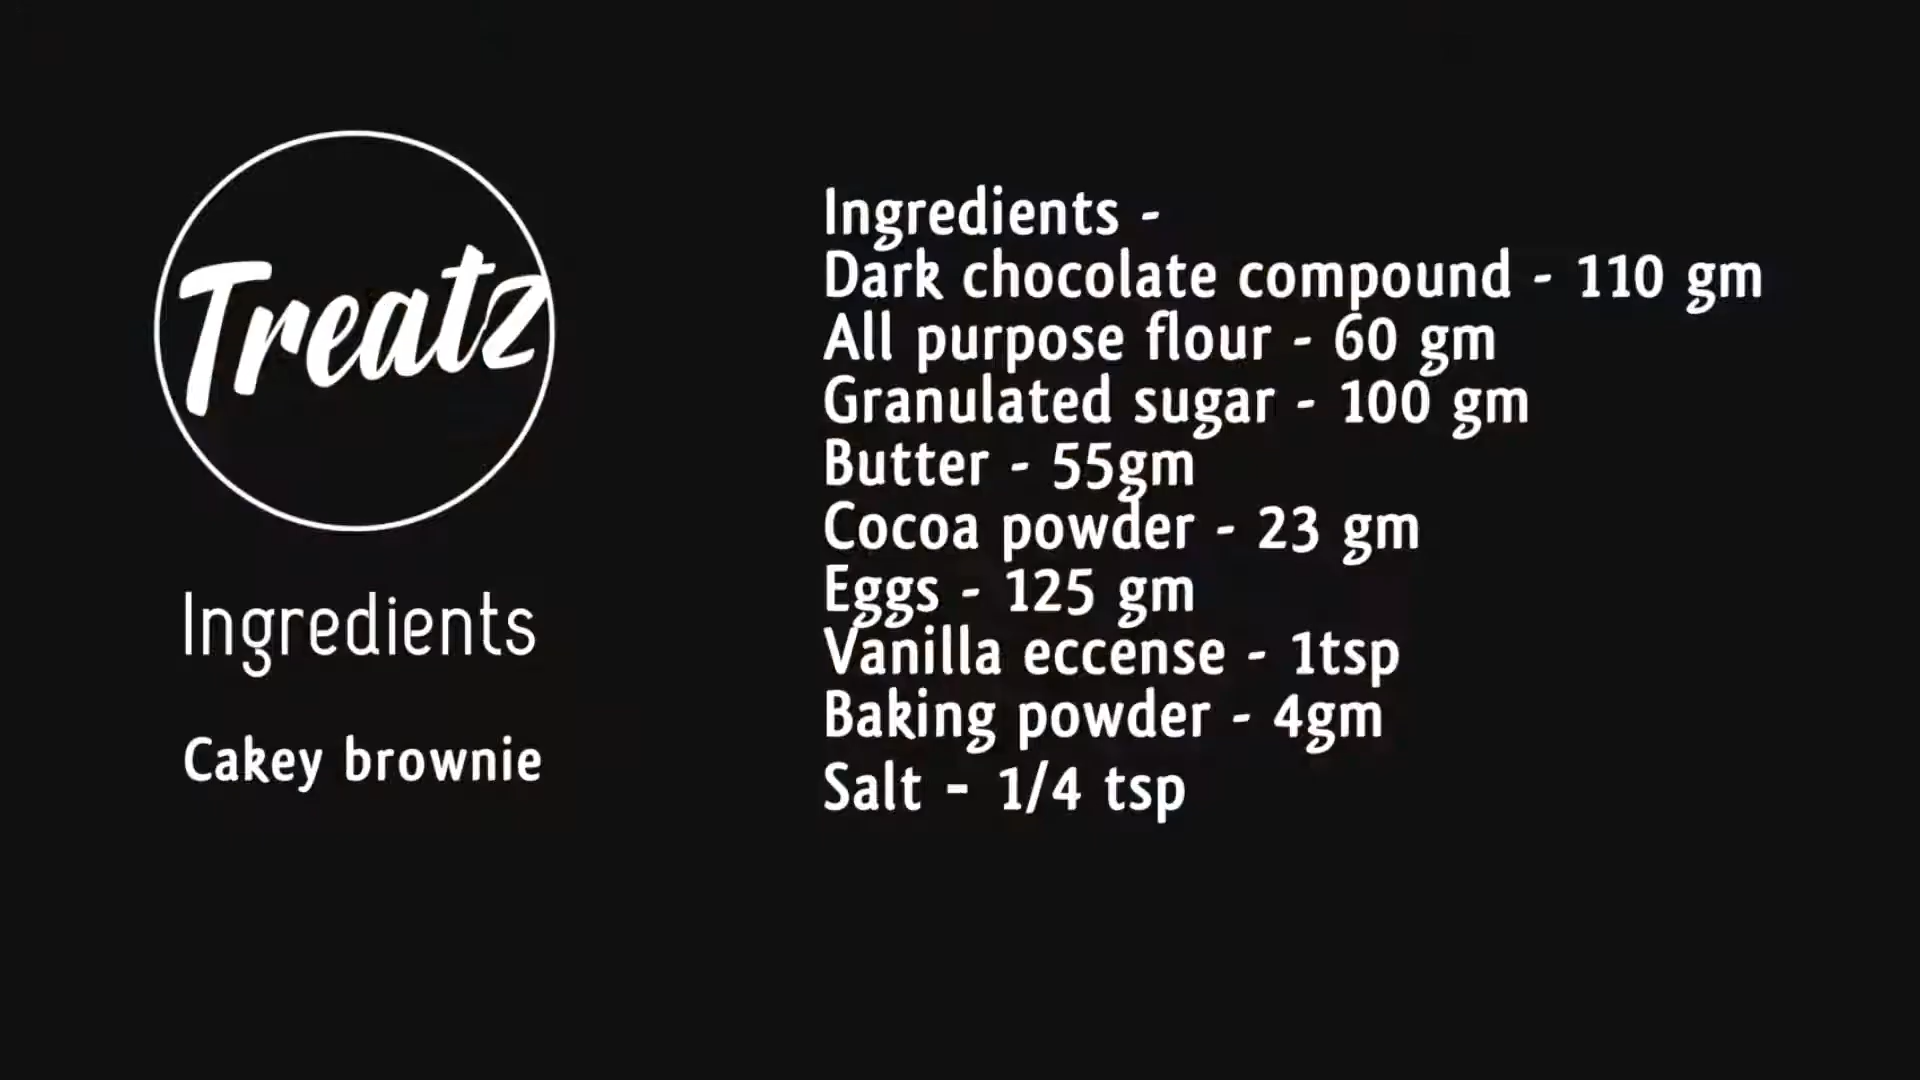 Treatz
Ingredients
Cakey brownie
Ingredients -
Dark chocolate compound - 110 gm
All purpose flour - 60 gm
Granulated sugar - 100 gm
Butter - 55gm
Cocoa powder - 23 gm
Eggs - 125 gm
Vanilla eccense - 1tsp
Baking powder - 4gm
Salt - 1/4 tsp